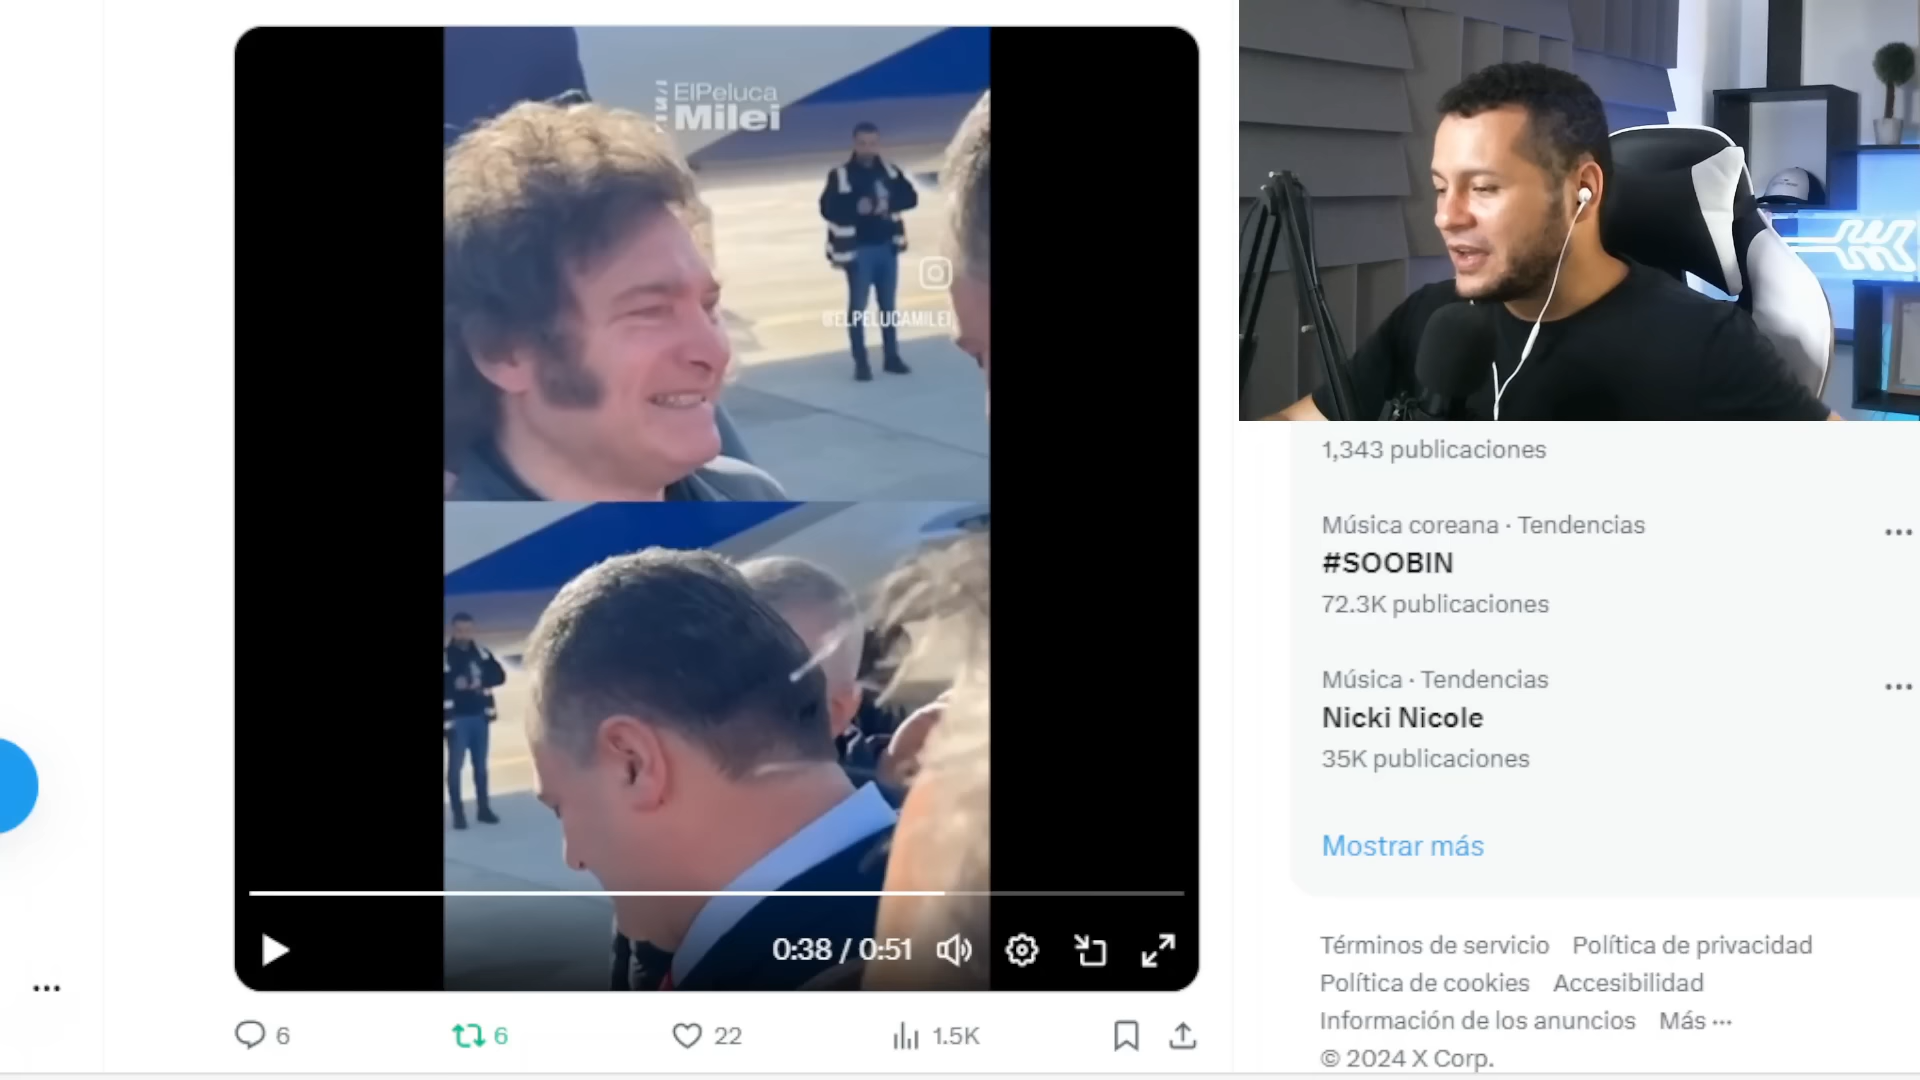 ElPeluca
Milei
@ELPELUCAMILEI
0:38 / 0:51
6
6
22
1.5K
1,343 publicaciones
Música coreana · Tendencias
#SOOBIN
72.3K publicaciones
Música · Tendencias
Nicki Nicole
35K publicaciones
Mostrar más
Términos de servicio Política de privacidad
Política de cookies Accesibilidad
Información de los anuncios Más ...
© 2024 X Corp.